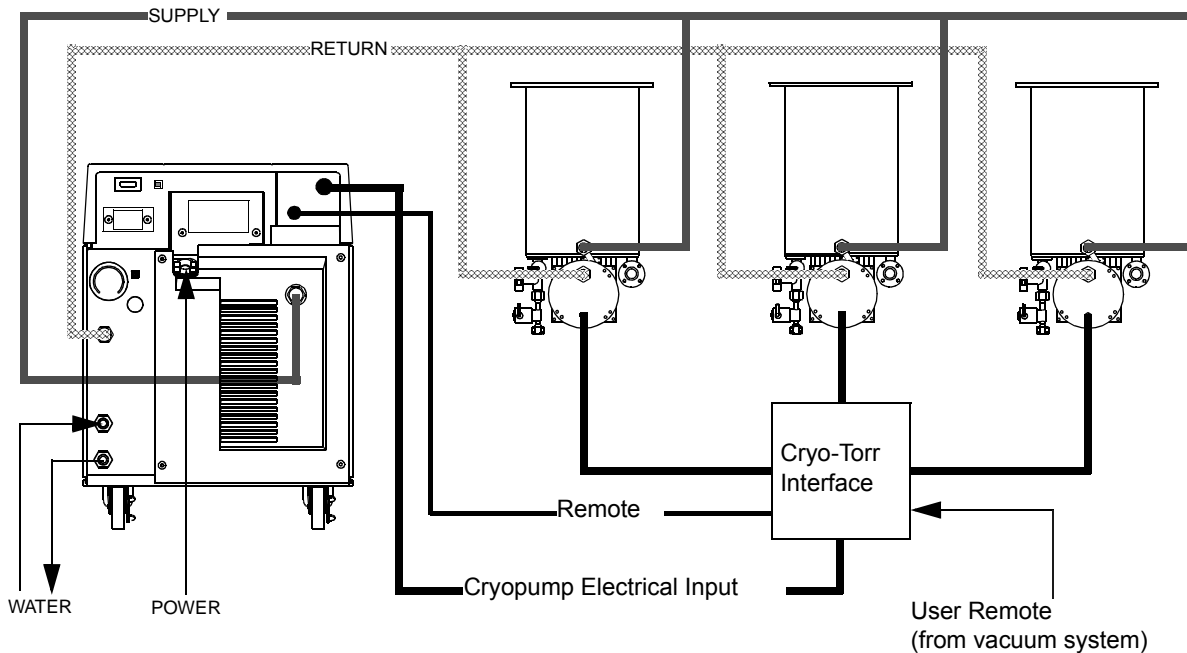 SUPPLY
RETURN
Cryo-Torr
Interface
Remote
Cryopump Electrical Input
WATER
POWER
User Remote
(from vacuum system)